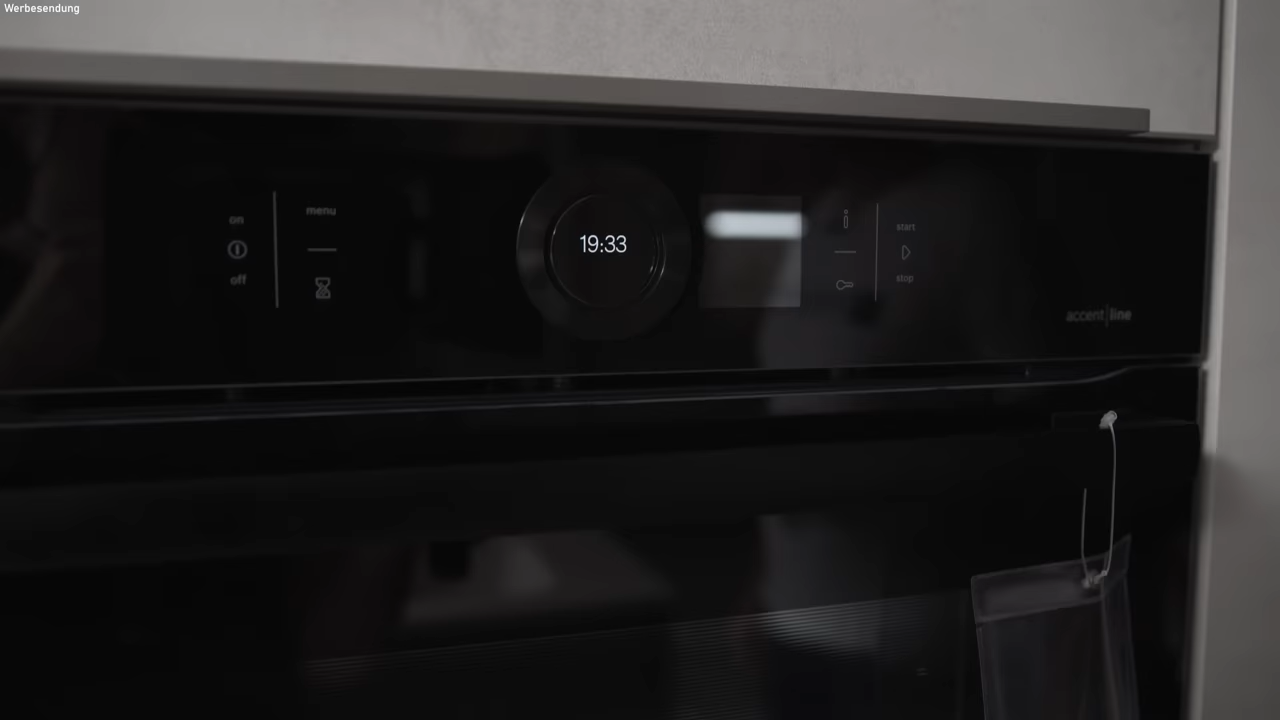 Werbesendung
on
off
menu
19:33
start
stop
accent|line